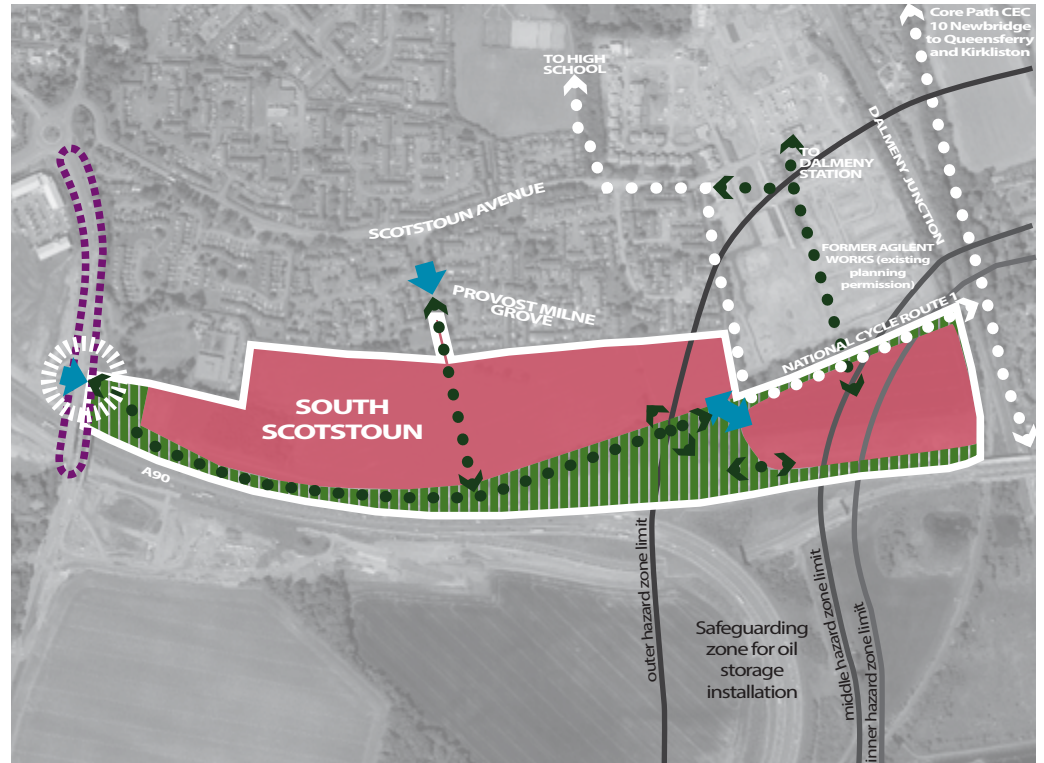 Core Path CEC
10 Newbridge
to Queensferry
and Kirkliston
TO HIGH
SCHOOL
DALMENY JUNCTION
TO
DALMENY
STATION
SCOTSTOUN AVENUE
FORMER AGILENT
WORKS (existing
planning
permission)
PROVOST MILNE
GROVE
NATIONAL CYCLE ROUTE 1
SOUTH
SCOTSTOUN
A90
outer hazard zone limit
Safeguarding
zone for oil
storage
installation
middle hazard zone limit
inner hazard zone limit